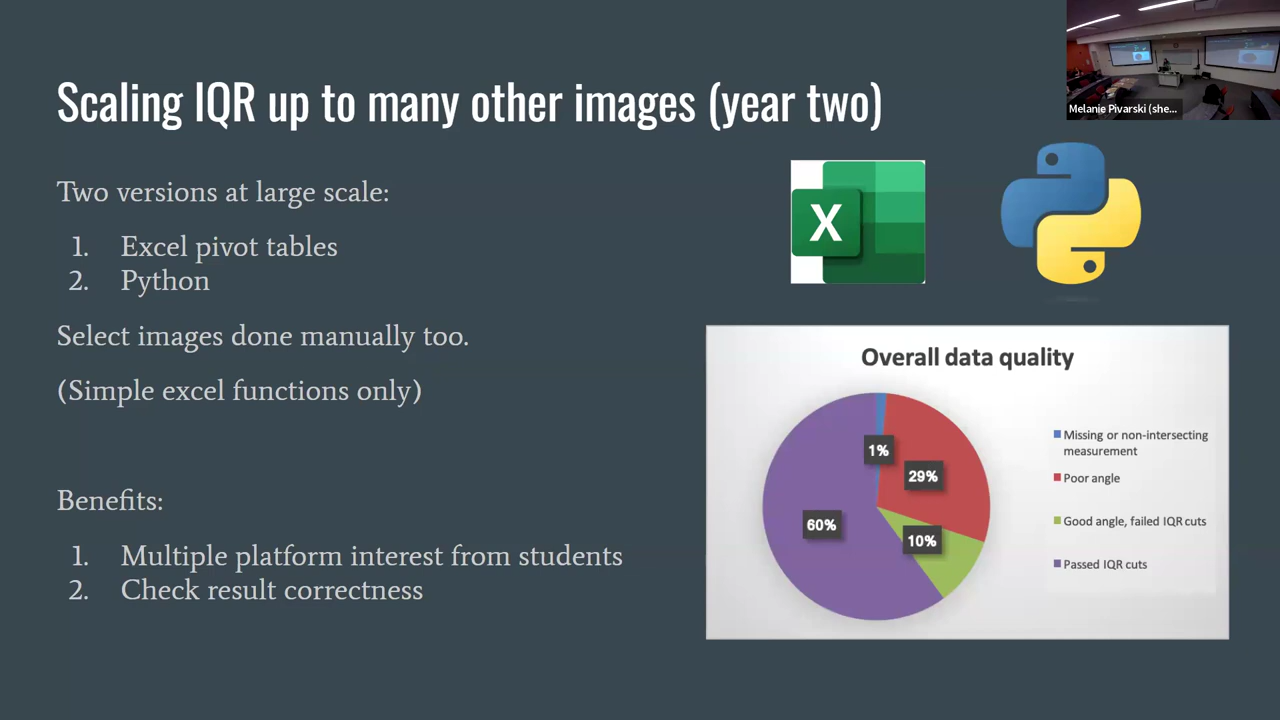 Scaling IQR up to many other images (year two)
Melanie Pivarski (she...
Two versions at large scale:
1. Excel pivot tables
2. Python
Select images done manually too.
(Simple excel functions only)
Benefits:
1. Multiple platform interest from students
2. Check result correctness
X
Overall data quality
1%
29%
60%
10%
Missing or non-intersecting
measurement
Poor angle
Good angle, failed IQR cuts
Passed IQR cuts